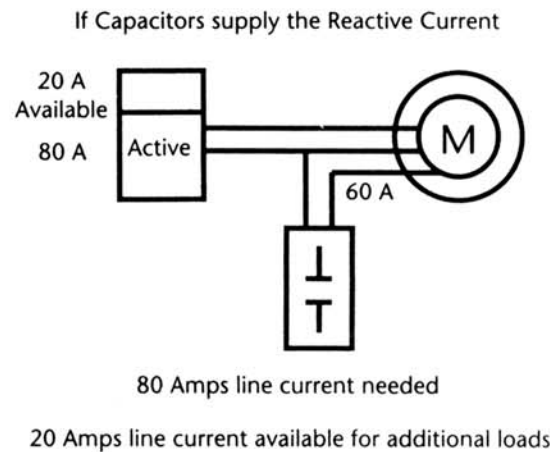 If Capacitors supply the Reactive Current
20 A
Available
80 A
Active
M
60 A
80 Amps line current needed
20 Amps line current available for additional loads